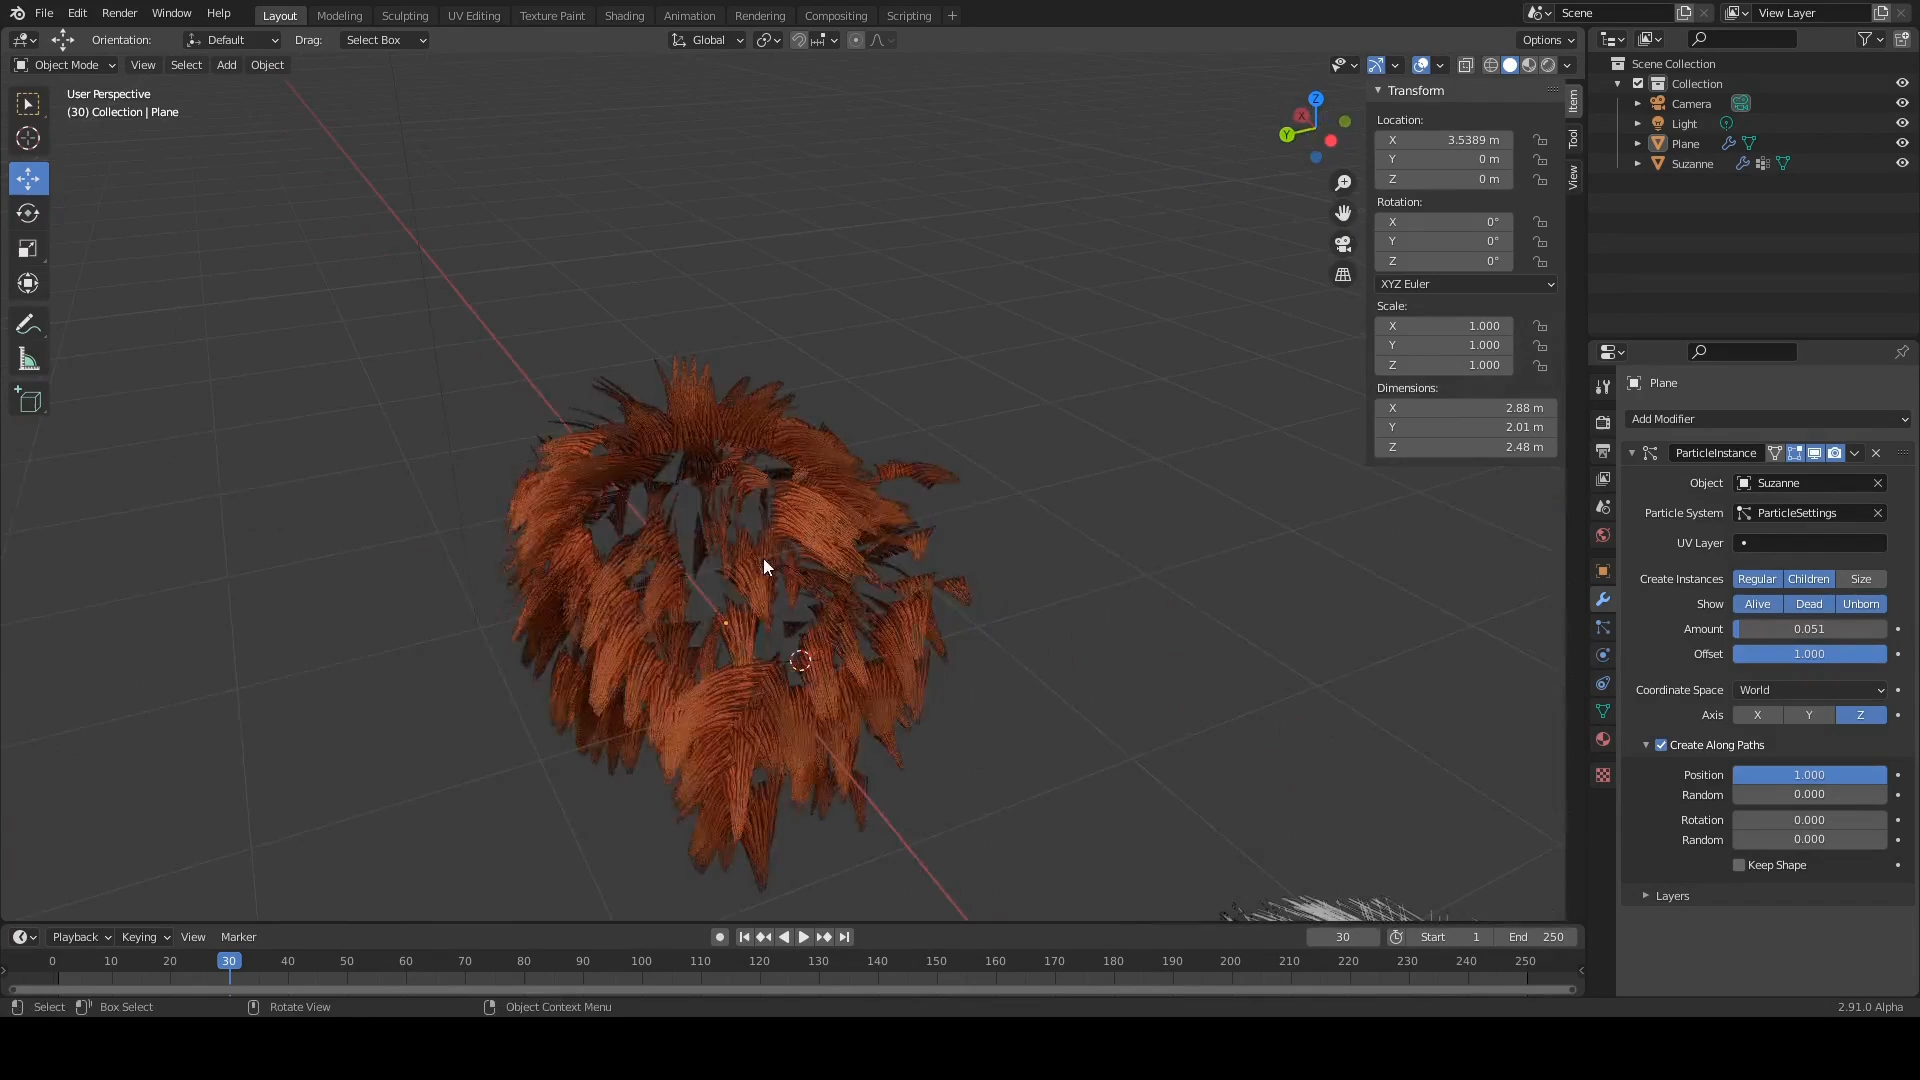 File Edit Render Window Help Layout Modeling Sculpting UV Editing Texture Paint Shading Animation Rendering Compositing Scripting + Scene View Layer
Orientation: Default Drag: Select Box Global Options
Object Mode View Select Add Object
User Perspective
(30) Collection | Plane
Z
X
Y
Transform
Location:
X 3.5389 m
Y 0 m
Z 0 m
Rotation:
X 0°
Y 0°
Z 0°
XYZ Euler
Scale:
X 1.000
Y 1.000
Z 1.000
Dimensions:
X 2.88 m
Y 2.01 m
Z 2.48 m
Item
Tool
View
Scene Collection
Collection
Camera
Light
Plane
Suzanne
Plane
Add Modifier
ParticleInstance
Object Suzanne
Particle System ParticleSettings
UV Layer
Create Instances Regular Children Size
Show Alive Dead Unborn
Amount 0.051
Offset 1.000
Coordinate Space World
Axis X Y Z
Create Along Paths
Position 1.000
Random 0.000
Rotation 0.000
Random 0.000
Keep Shape
Layers
Playback Keying View Marker 30 Start 1 End 250
0 10 20 30 40 50 60 70 80 90 100 110 120 130 140 150 160 170 180 190 200 210 220 230 240 250
Select Box Select Rotate View Object Context Menu 2.91.0 Alpha